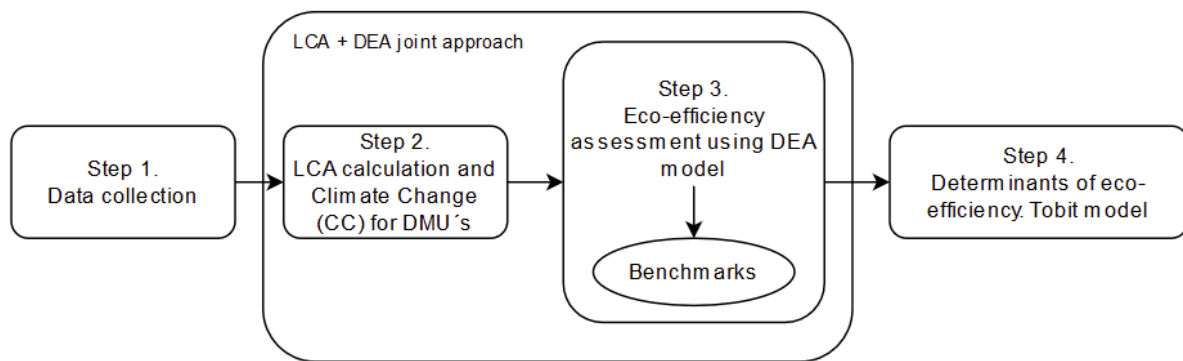 LCA + DEA joint approach
Step 1.
Data collection
Step 2.
LCA calculation and
Climate Change
(CC) for DMU´s
Step 3.
Eco-efficiency
assessment using DEA
model
Benchmarks
Step 4.
Determinants of eco-
efficiency. Tobit model